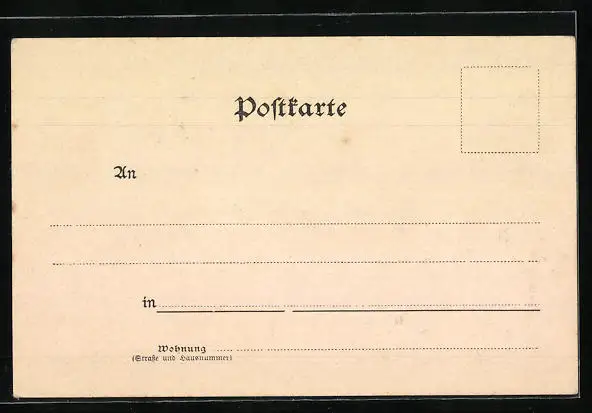 Postkarte
An
in
Wohnung
(Straße und Hausnummer)